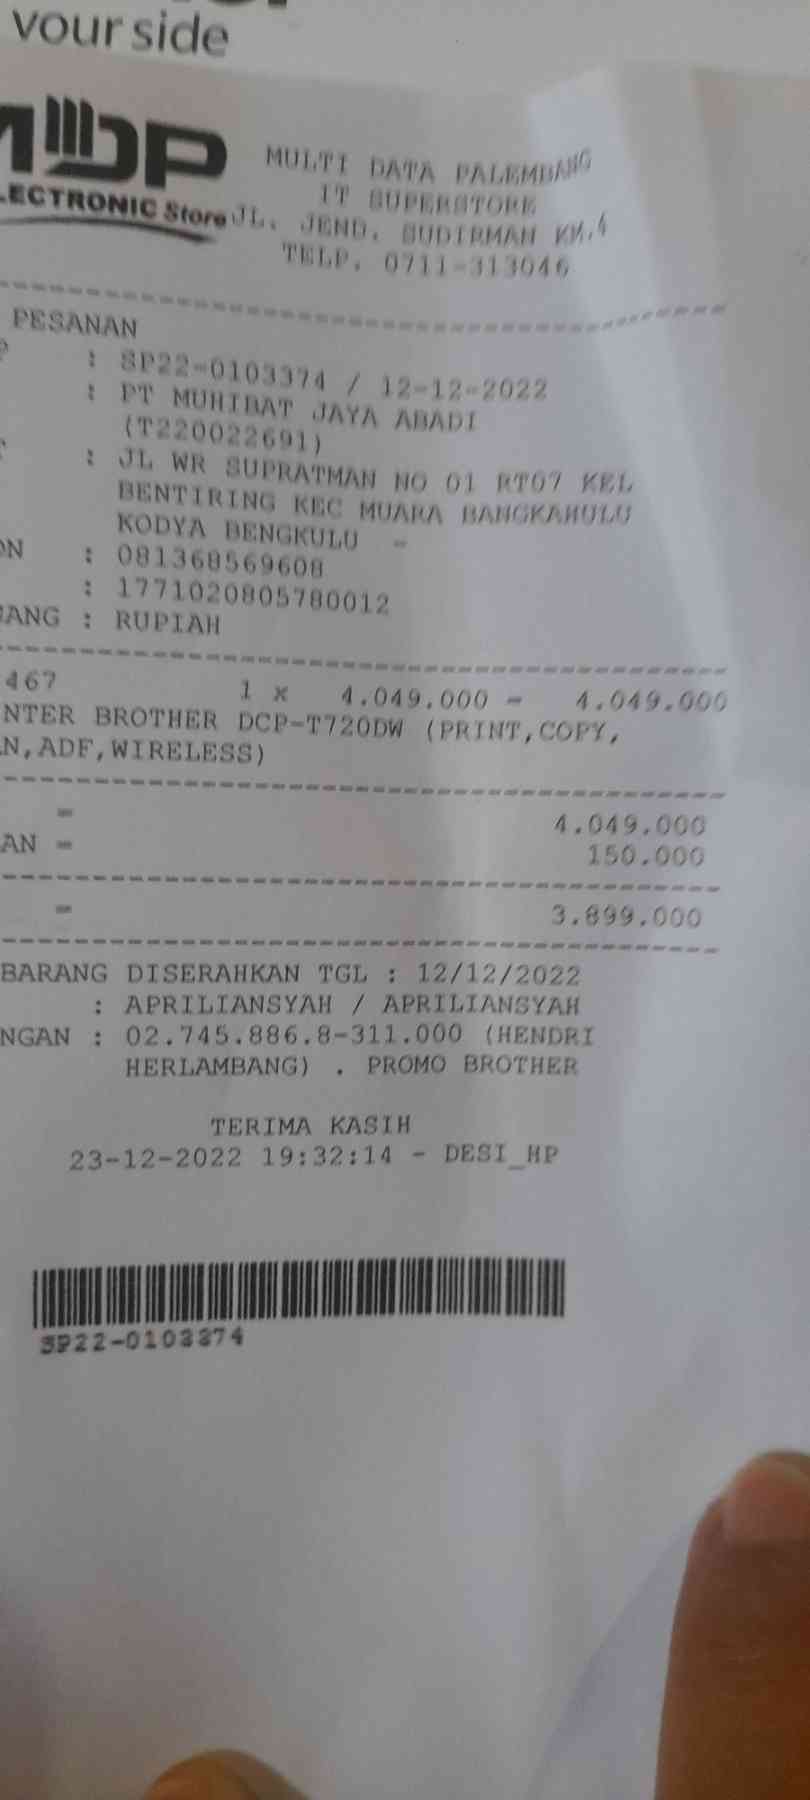 your side
MDP
ELECTRONIC Store
MULTI DATA PALEMBANG
IT SUPERSTORE
JL. JEND. SUDIRMAN KM.4
TELP. 0711-313046
PESANAN
: SP22-0103374 / 12-12-2022
: PT MUHIBAT JAYA ABADI
(T220022691)
: JL WR SUPRATMAN NO 01 RT07 KEL
BENTIRING KEC MUARA BANGKAHULU
KODYA BENGKULU -
ON : 081368569608
: 1771020805780012
UANG : RUPIAH
467 1 x 4.049.000 = 4.049.000
NTER BROTHER DCP-T720DW (PRINT,COPY,
N,ADF,WIRELESS)
= 4.049.000
AN = 150.000
= 3.899.000
BARANG DISERAHKAN TGL : 12/12/2022
: APRILIANSYAH / APRILIANSYAH
NGAN : 02.745.886.8-311.000 (HENDRI
HERLAMBANG) . PROMO BROTHER
TERIMA KASIH
23-12-2022 19:32:14 - DESI_HP
SP22-0103374